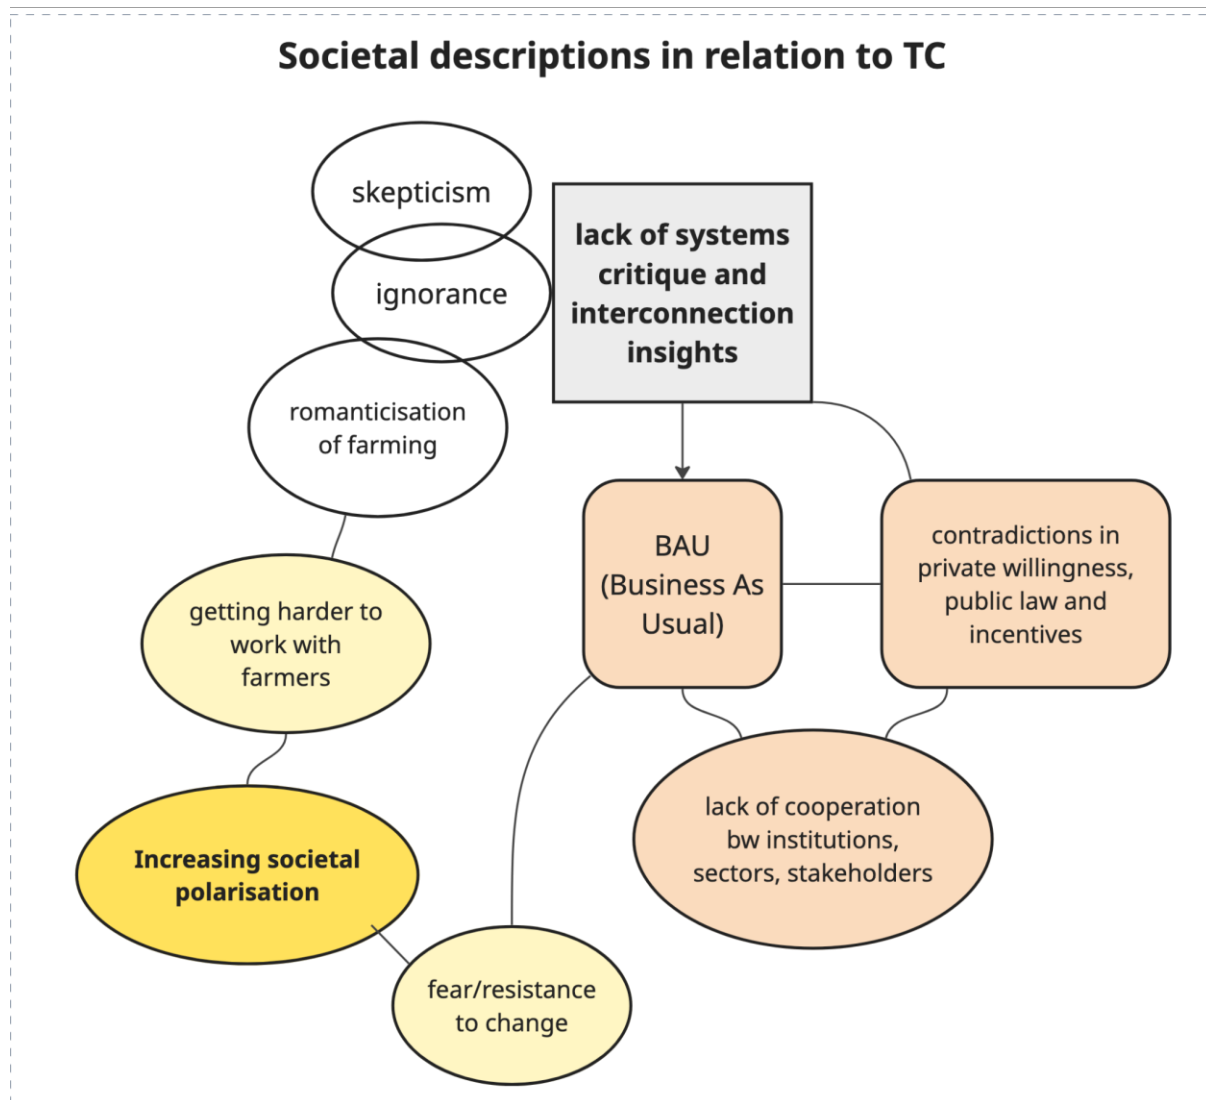 Societal descriptions in relation to TC
skepticism
ignorance
romanticisation
of farming
lack of systems
critique and
interconnection
insights
BAU
(Business As
Usual)
contradictions in
private willingness,
public law and
incentives
getting harder to
work with
farmers
lack of cooperation
bw institutions,
sectors, stakeholders
Increasing societal
polarisation
fear/resistance
to change